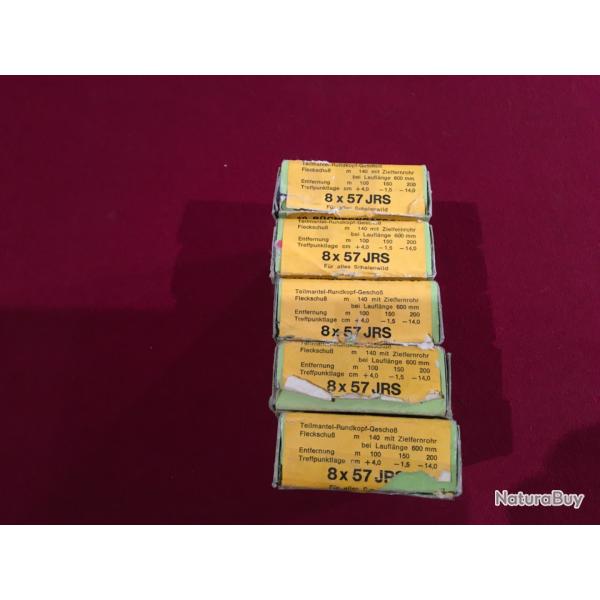 Teilmantel-Rundkopf-Geschoß
Fleckschuß m 140 mit Zielfernrohr
bei Lauflänge 600 mm
Entfernung m 100 150 200
Treffpunktlage cm +4,0 -1,5 -14,0
8 x 57 JRS
Für alles Schalenwild
Teilmantel-Rundkopf-Geschoß
Fleckschuß m 140 mit Zielfernrohr
bei Lauflänge 600 mm
Entfernung m 100 150 200
Treffpunktlage cm +4,0 -1,5 -14,0
8 x 57 JRS
Für alles Schalenwild
Teilmantel-Rundkopf-Geschoß
Fleckschuß m 140 mit Zielfernrohr
bei Lauflänge 600 mm
Entfernung m 100 150 200
Treffpunktlage cm +4,0 -1,5 -14,0
8 x 57 JRS
Teilmantel-Rundkopf-Geschoß
Fleckschuß m 140 mit Zielfernrohr
bei Lauflänge 600 mm
Entfernung m 100 150 200
Treffpunktlage cm +4,0 -1,5 -14,0
8 x 57 JRS
Teilmantel-Rundkopf-Geschoß
Fleckschuß m 140 mit Zielfernrohr
bei Lauflänge 600 mm
Entfernung m 100 150 200
Treffpunktlage cm +4,0 -1,5 -14,0
8 x 57 JRS
Für alles
NaturaBuy